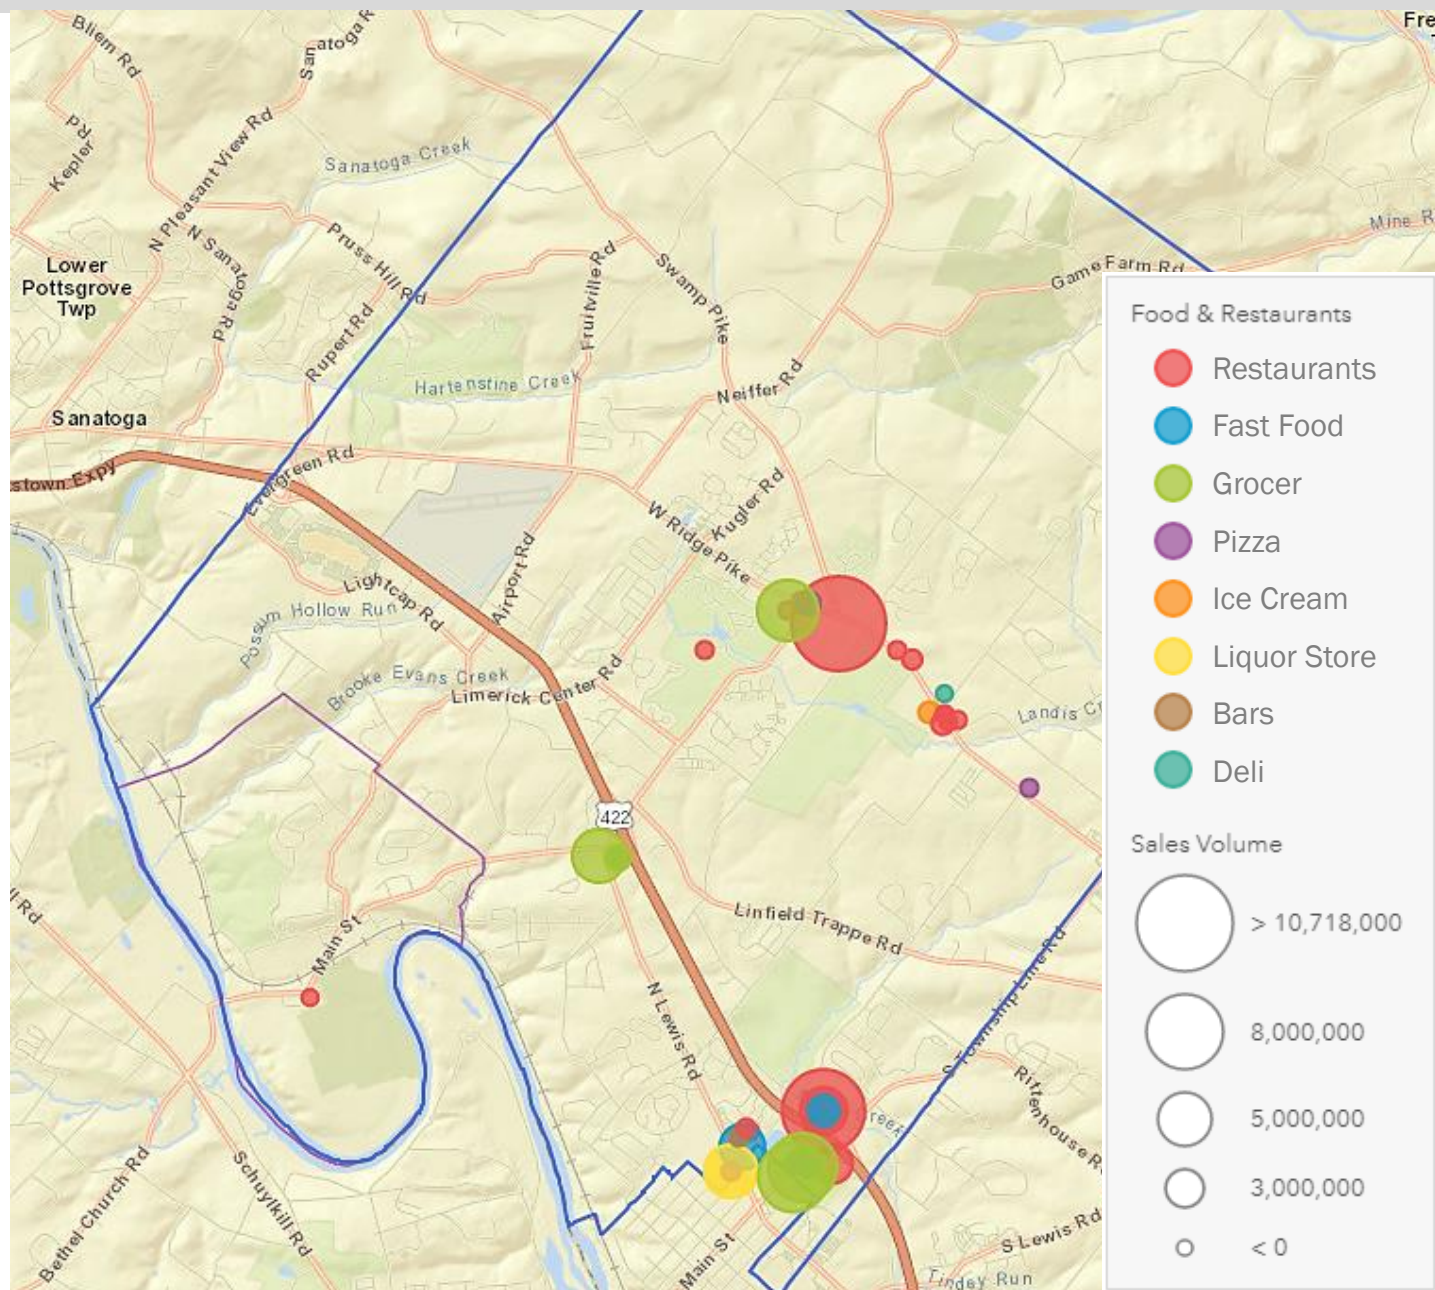 Bliem Rd
Sanatoga R
Fre
Kepler Rd
N Pleasant View Rd
Sanatoga Creek
Mine R
N Sanatoga Rd
Pruss Hill Rd
Fruitville Rd
Swamp Pike
Game Farm Rd
Lower
Pottsgrove
Twp
Rupert Rd
Hartenstine Creek
Neiffer Rd
Sanatoga
stown Expy
Evergreen Rd
W Ridge Pike
Kugler Rd
Airport Rd
Lightcap Rd
Possum Hollow Run
Brooke Evans Creek
Limerick Center Rd
Landis Cr
422
ll Rd
Main St
Linfield Trappe Rd
N Lewis Rd
S Township Line Rd
Rittenhouse R
reek
Bethel Church Rd
Schuylkill Rd
Main St
S Lewis Rd
Tindey Run
Food & Restaurants
Restaurants
Fast Food
Grocer
Pizza
Ice Cream
Liquor Store
Bars
Deli
Sales Volume
> 10,718,000
8,000,000
5,000,000
3,000,000
< 0